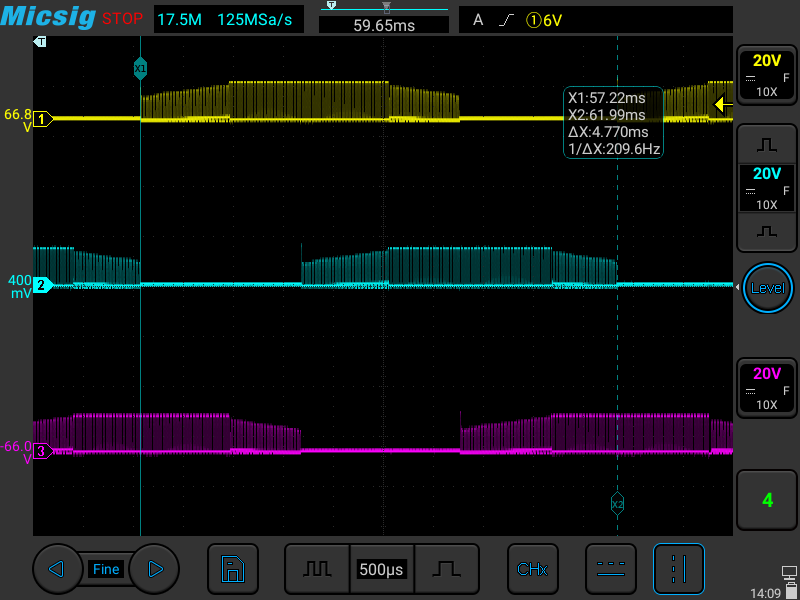 Micsig STOP 17.5M 125MSa/s T 59.65ms A ①6V
T
X1
20V
F
10X
66.8 1
V
X1:57.22ms
X2:61.99ms
ΔX:4.770ms
1/ΔX:209.6Hz
20V
F
10X
400 2
mV
Level
20V
F
10X
-66.0 3
V
X2
4
Fine 500µs CHx
14:09